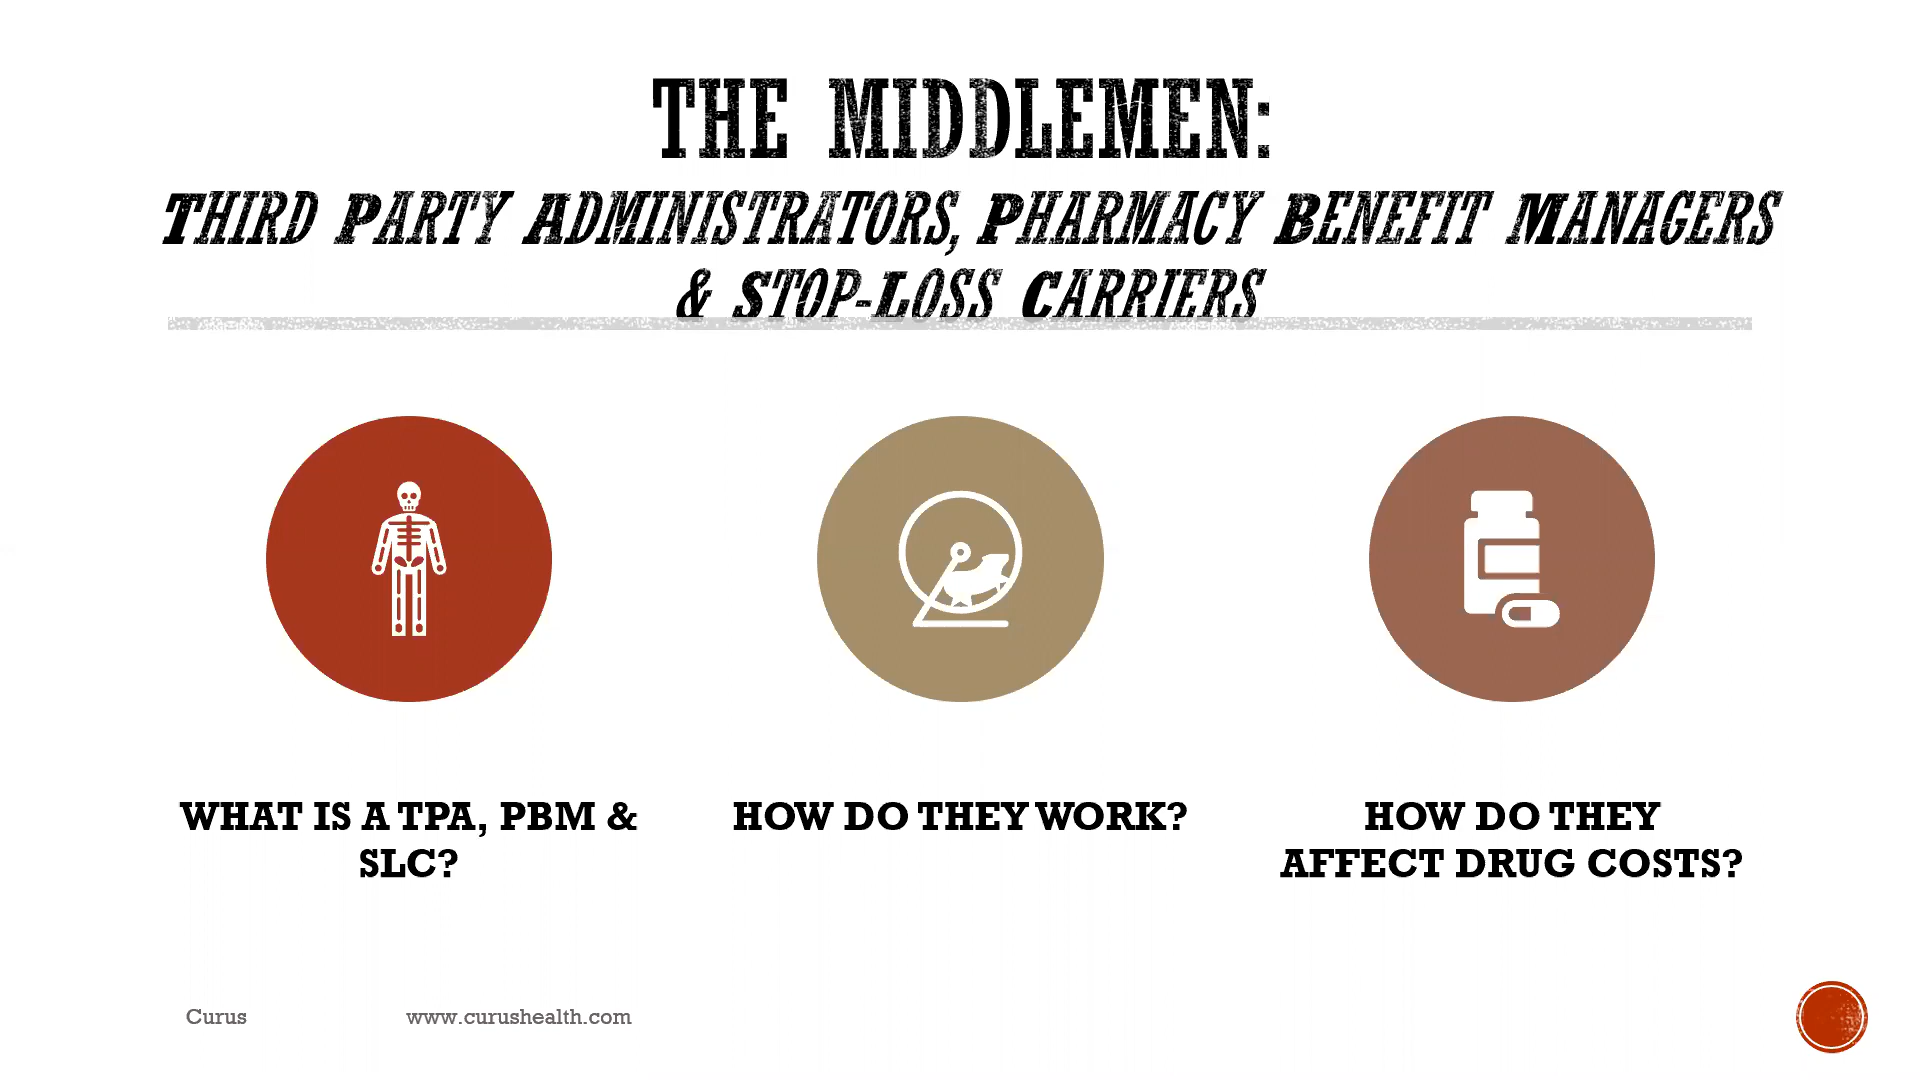 THE MIDDLEMEN:
THIRD PARTY ADMINISTRATORS, PHARMACY BENEFIT MANAGERS
& STOP-LOSS CARRIERS
WHAT IS A TPA, PBM &
SLC?
HOW DO THEY WORK?
HOW DO THEY
AFFECT DRUG COSTS?
Curus
www.curushealth.com